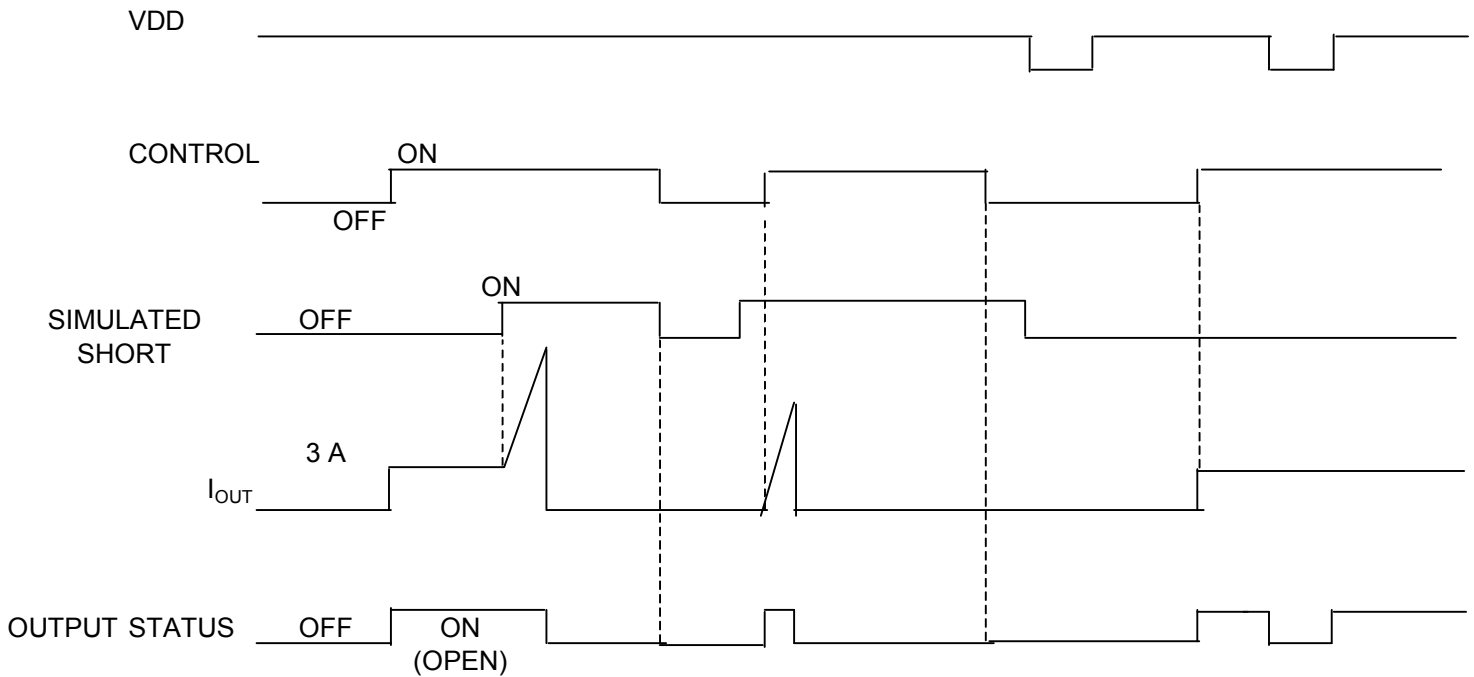 VDD
CONTROL
ON
OFF
ON
SIMULATED
SHORT
OFF
3 A
IOUT
OUTPUT STATUS
OFF
ON
(OPEN)